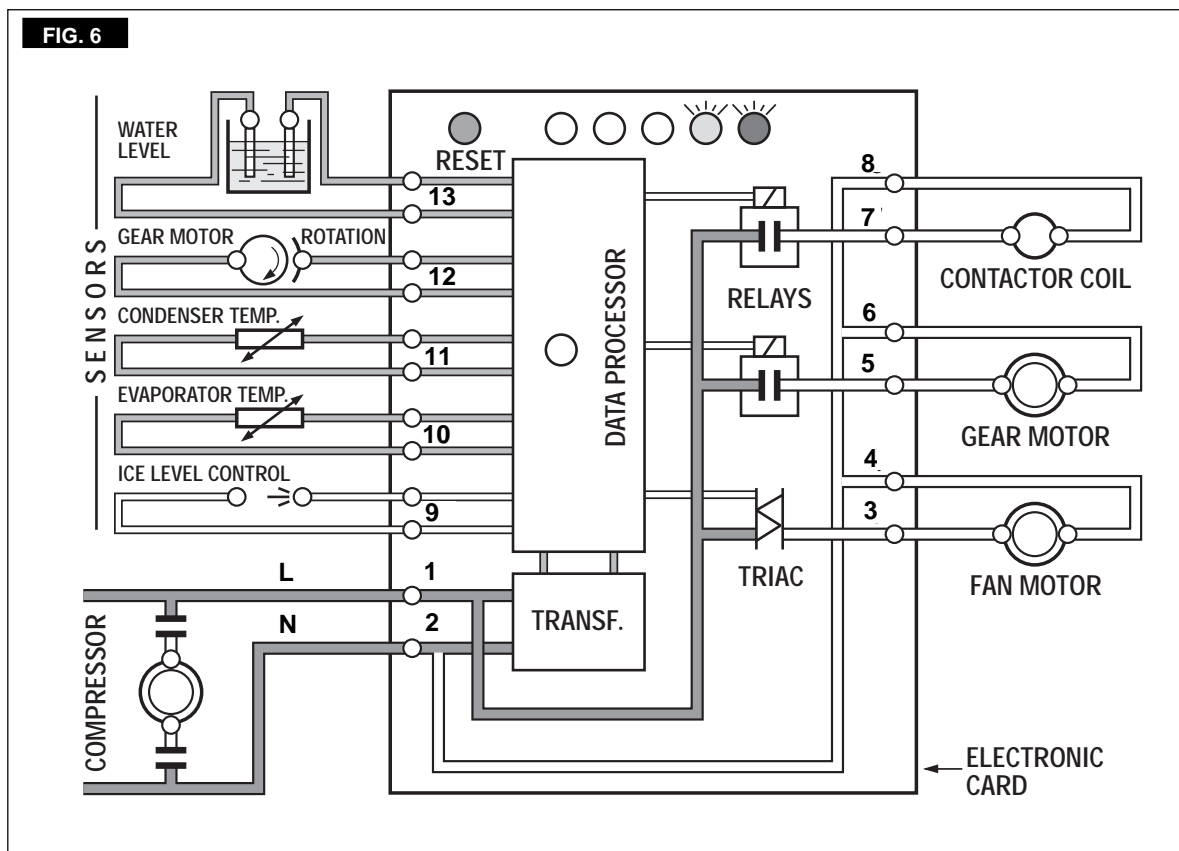 FIG. 6
WATER
LEVEL
RESET
13
8
7
GEAR MOTOR
ROTATION
12
CONTACTOR COIL
SENSORS
CONDENSER TEMP.
11
RELAYS
DATA PROCESSOR
6
5
EVAPORATOR TEMP.
10
GEAR MOTOR
ICE LEVEL CONTROL
9
4
3
TRIAC
FAN MOTOR
L
1
N
2
TRANSF.
COMPRESSOR
ELECTRONIC
CARD